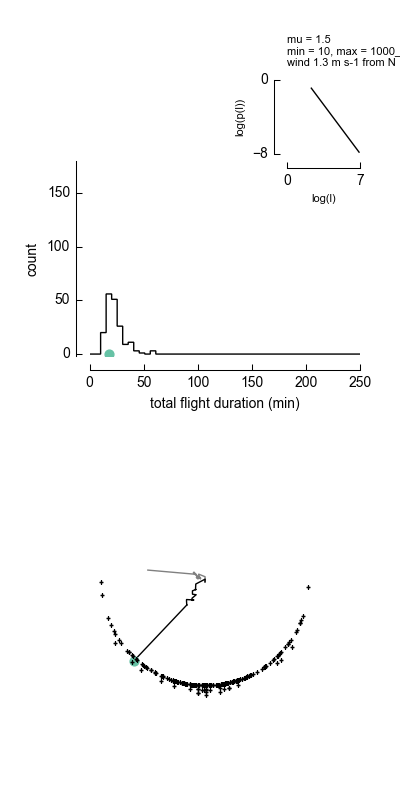 mu = 1.5
min = 10, max = 1000_
wind 1.3 m s-1 from N
0
log(p(l))
−8
0
7
log(l)
150
100
50
0
count
0
50
100
150
200
250
total flight duration (min)